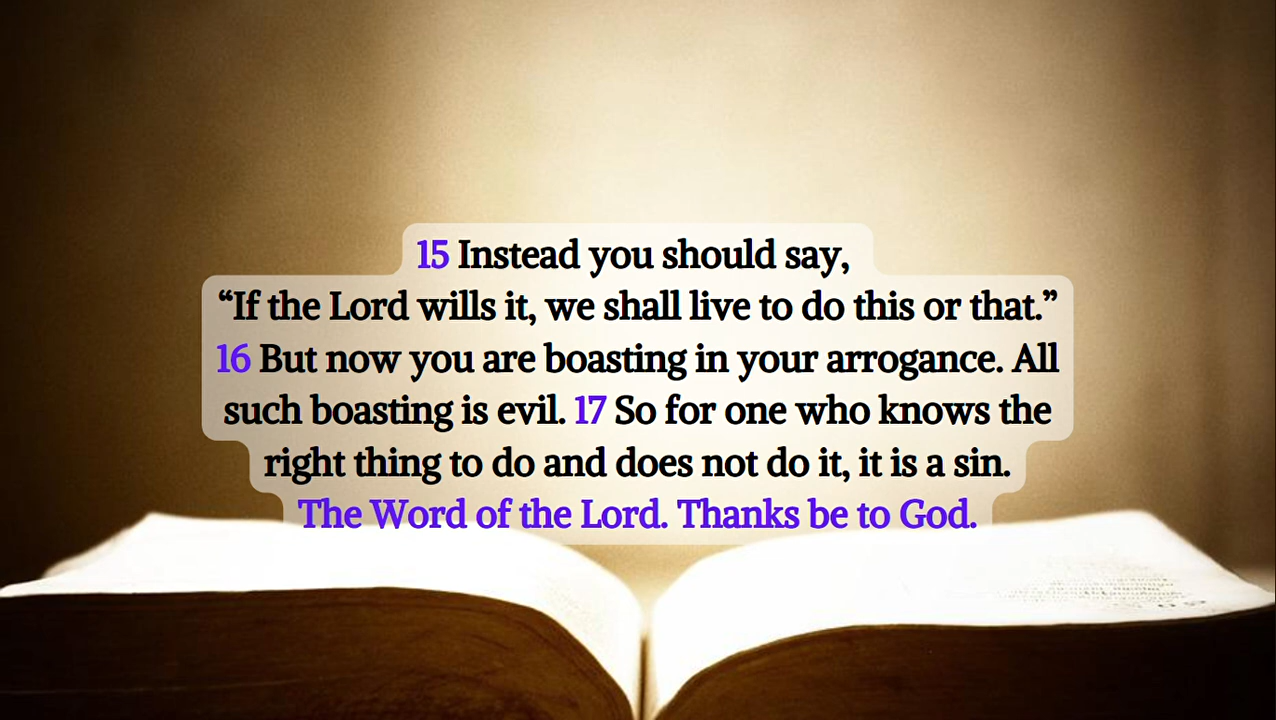 15 Instead you should say,
“If the Lord wills it, we shall live to do this or that.”
16 But now you are boasting in your arrogance. All
such boasting is evil. 17 So for one who knows the
right thing to do and does not do it, it is a sin.
The Word of the Lord. Thanks be to God.